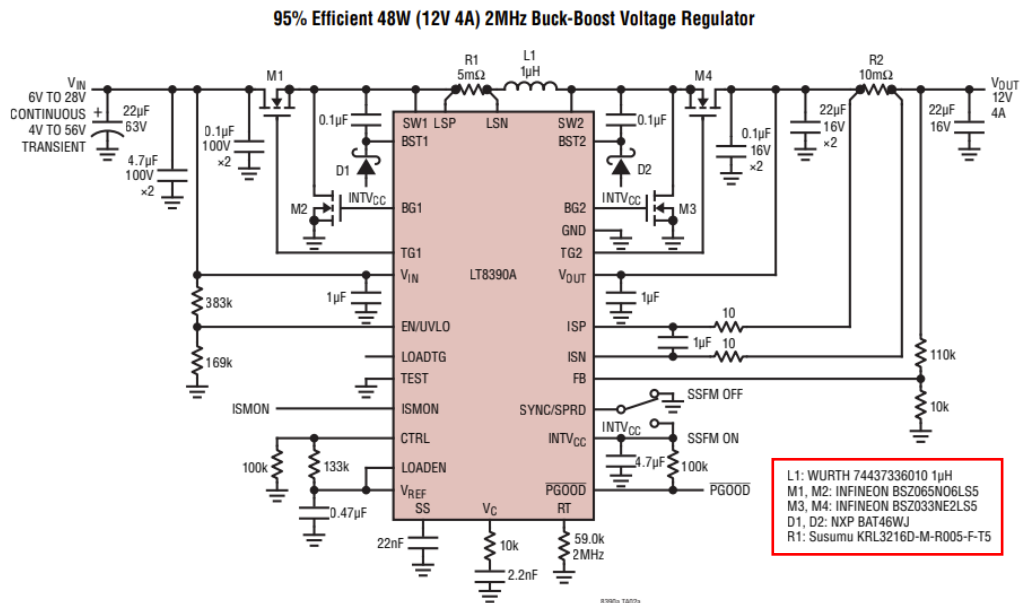 95% Efficient 48W (12V 4A) 2MHz Buck-Boost Voltage Regulator
VIN
6V TO 28V
CONTINUOUS
4V TO 56V
TRANSIENT
+
22µF
63V
4.7µF
100V
×2
0.1µF
100V
×2
M1
R1
5mΩ
L1
1µH
M4
R2
10mΩ
VOUT
12V
4A
0.1µF
SW1
LSP
LSN
SW2
0.1µF
0.1µF
16V
×2
22µF
16V
×2
22µF
16V
BST1
BST2
D1
D2
INTVCC
INTVCC
M2
BG1
BG2
M3
GND
TG1
TG2
VIN
LT8390A
VOUT
1µF
1µF
383k
EN/UVLO
ISP
10
1µF
169k
LOADTG
ISN
10
110k
TEST
FB
SSFM OFF
ISMON
ISMON
SYNC/SPRD
10k
INTVCC
SSFM ON
CTRL
INTVCC
100k
133k
4.7µF
100k
LOADEN
VREF
PGOOD
PGOOD
0.47µF
SS
VC
RT
22nF
10k
59.0k
2MHz
2.2nF
L1: WURTH 74437336010 1µH
M1, M2: INFINEON BSZ065NO6LS5
M3, M4: INFINEON BSZ033NE2LS5
D1, D2: NXP BAT46WJ
R1: Susumu KRL3216D-M-R005-F-T5